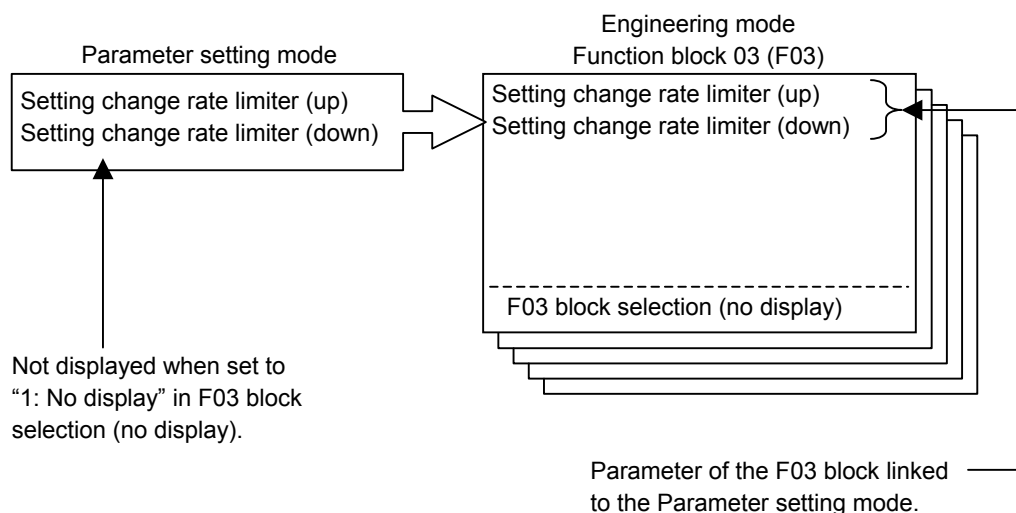 Engineering mode
Parameter setting mode
Function block 03 (F03)
Setting change rate limiter (up)
Setting change rate limiter (down)
Setting change rate limiter (up)
Setting change rate limiter (down)
F03 block selection (no display)
Not displayed when set to
“1: No display” in F03 block
selection (no display).
Parameter of the F03 block linked
to the Parameter setting mode.